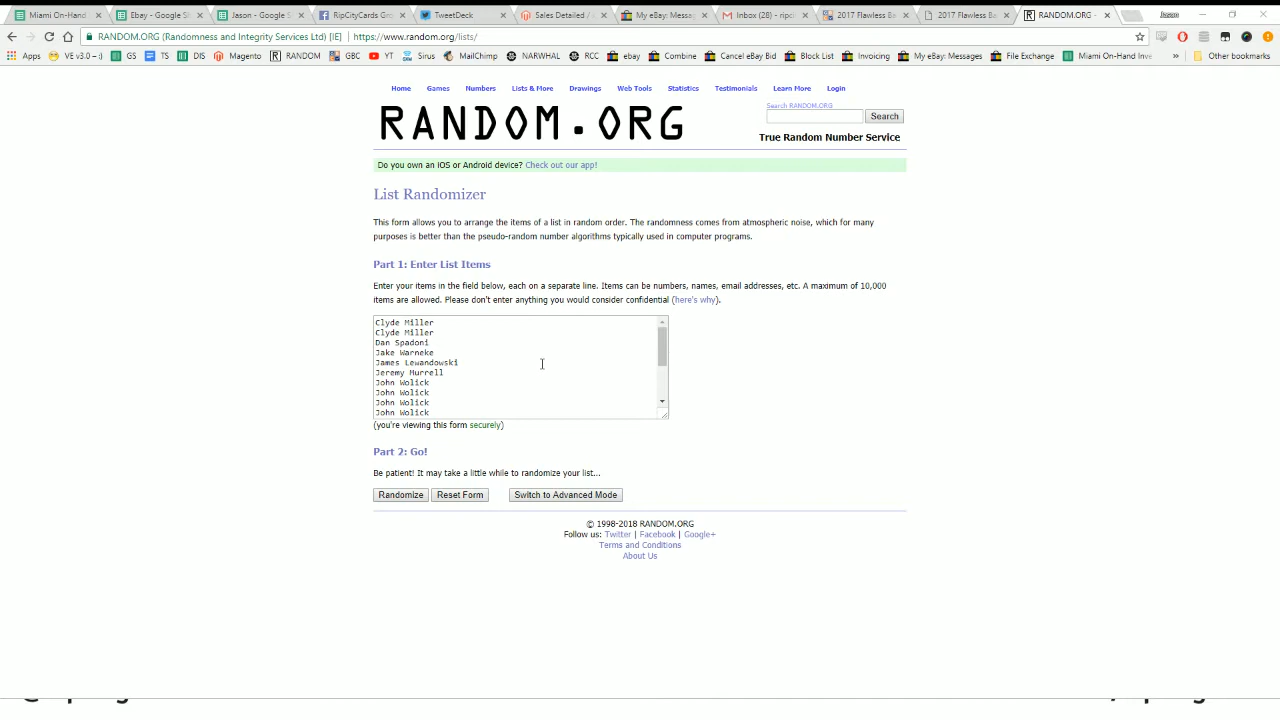 Miami On-Hand
Ebay - Google S
Jason - Google S
RipCityCards Gr
TweetDeck
Sales Detailed /
My eBay: Messa
Inbox (28) - ripc
2017 Flawless Ba
2017 Flawless Ba
RANDOM.ORG -
RANDOM.ORG (Randomness and Integrity Services Ltd) [IE]
https://www.random.org/lists/
Apps
VE v3.0 -- :)
GS
TS
DIS
Magento
RANDOM
GBC
YT
Sirus
MailChimp
NARWHAL
RCC
ebay
Combine
Cancel eBay Bid
Block List
Invoicing
My eBay: Messages
File Exchange
Miami On-Hand Inve
»
Other bookmarks
Home Games Numbers Lists & More Drawings Web Tools Statistics Testimonials Learn More Login
RANDOM.ORG
Search RANDOM.ORG
Search
True Random Number Service
Do you own an iOS or Android device? Check out our app!
List Randomizer
This form allows you to arrange the items of a list in random order. The randomness comes from atmospheric noise, which for many
purposes is better than the pseudo-random number algorithms typically used in computer programs.
Part 1: Enter List Items
Enter your items in the field below, each on a separate line. Items can be numbers, names, email addresses, etc. A maximum of 10,000
items are allowed. Please don't enter anything you would consider confidential (here's why).
Clyde Miller
Clyde Miller
Dan Spadoni
Jake Warneke
James Lewandowski
Jeremy Murrell
John Wolick
John Wolick
John Wolick
John Wolick
(you're viewing this form securely)
Part 2: Go!
Be patient! It may take a little while to randomize your list...
Randomize
Reset Form
Switch to Advanced Mode
© 1998-2018 RANDOM.ORG
Follow us: Twitter | Facebook | Google+
Terms and Conditions
About Us